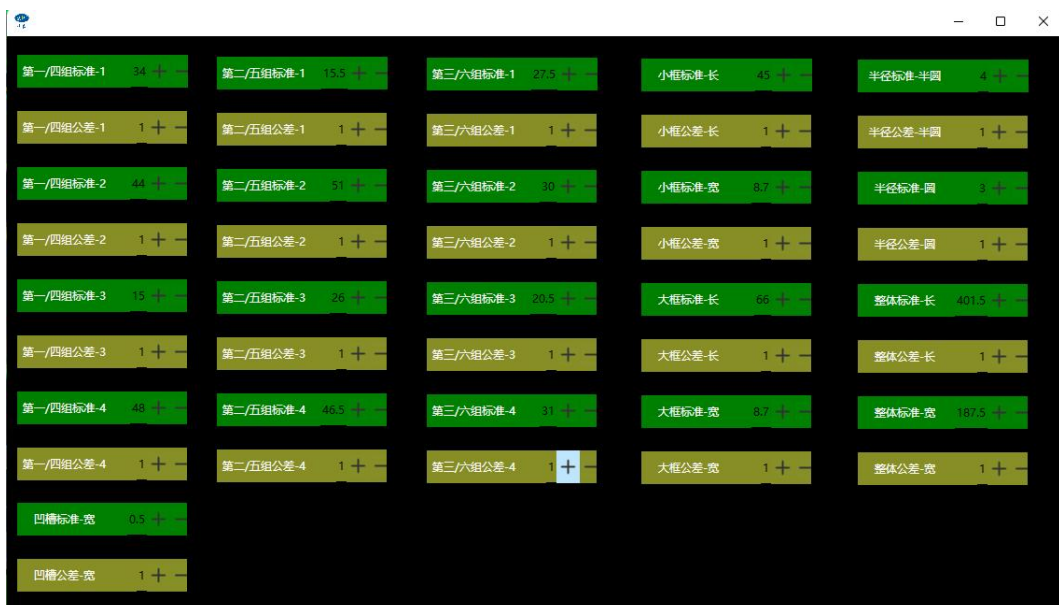 第一/四组标准-1 34 第二/五组标准-1 15.5 第三/六组标准-1 27.5 小框标准-长 45 半径标准-半圆 4
第一/四组公差-1 1 第二/五组公差-1 1 第三/六组公差-1 1 小框公差-长 1 半径公差-半圆 1
第一/四组标准-2 44 第二/五组标准-2 51 第三/六组标准-2 30 小框标准-宽 8.7 半径标准-圆 3
第一/四组公差-2 1 第二/五组公差-2 1 第三/六组公差-2 1 小框公差-宽 1 半径公差-圆 1
第一/四组标准-3 15 第二/五组标准-3 26 第三/六组标准-3 20.5 大框标准-长 66 整体标准-长 401.5
第一/四组公差-3 1 第二/五组公差-3 1 第三/六组公差-3 1 大框公差-长 1 整体公差-长 1
第一/四组标准-4 48 第二/五组标准-4 46.5 第三/六组标准-4 31 大框标准-宽 8.7 整体标准-宽 187.5
第一/四组公差-4 1 第二/五组公差-4 1 第三/六组公差-4 1 大框公差-宽 1 整体公差-宽 1
凹槽标准-宽 0.5
凹槽公差-宽 1